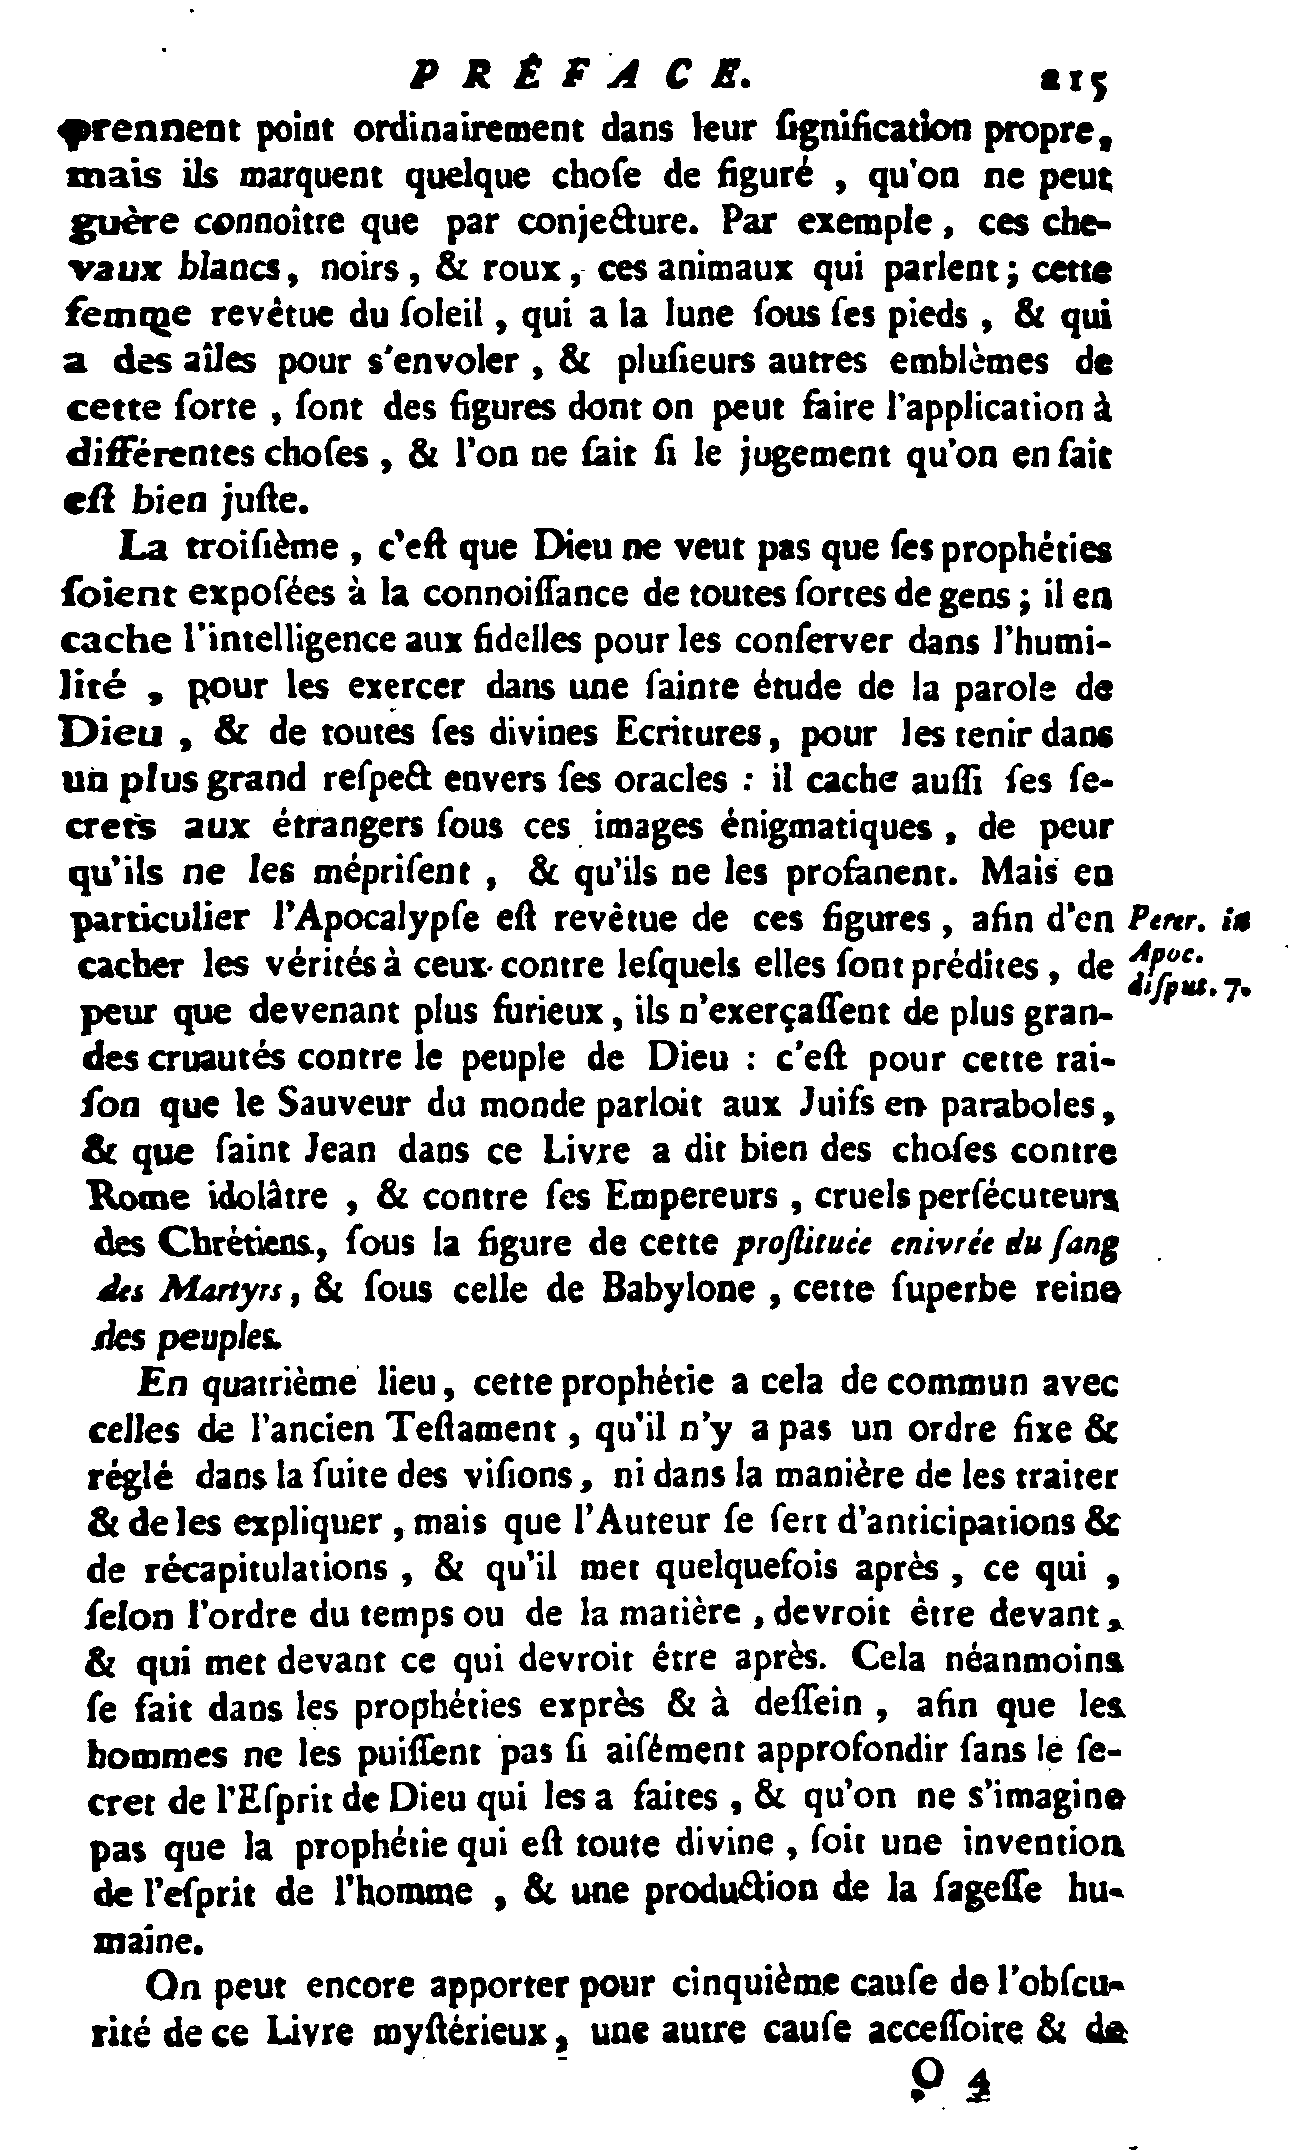 PRÉFACE. 215
prennent point ordinairement dans leur ſignification propre,
mais ils marquent quelque choſe de figuré , qu'on ne peut
guère connoître que par conjecture. Par exemple , ces che-
vaux blancs, noirs , & roux, ces animaux qui parlent ; cette
femme revêtue du ſoleil , qui a la lune ſous ſes pieds , & qui
a des aîles pour s'envoler , & pluſieurs autres emblèmes de
cette ſorte , ſont des figures dont on peut faire l'application à
différentes choſes , & l'on ne ſait ſi le jugement qu'on en fait
eſt bien juſte.
La troiſième , c'eſt que Dieu ne veut pas que ſes prophéties
ſoient expoſées à la connoiſſance de toutes ſortes de gens ; il en
cache l'intelligence aux fidelles pour les conſerver dans l'humi-
lité , pour les exercer dans une ſainte étude de la parole de
Dieu , & de toutes ſes divines Ecritures, pour les tenir dans
un plus grand reſpect envers ſes oracles : il cache auſſi ſes ſe-
crets aux étrangers ſous ces images énigmatiques , de peur
qu'ils ne les mépriſent , & qu'ils ne les profanent. Mais en
particulier l'Apocalypſe eſt revêtue de ces figures , afin d'en
cacher les vérités à ceux contre leſquels elles ſont prédites , de
peur que devenant plus furieux , ils n'exerçaſſent de plus gran-
des cruautés contre le peuple de Dieu : c'eſt pour cette rai-
ſon que le Sauveur du monde parloit aux Juifs en paraboles,
& que ſaint Jean dans ce Livre a dit bien des choſes contre
Rome idolâtre , & contre ſes Empereurs , cruels perſécuteurs
des Chrétiens, ſous la figure de cette proſtituée enivrée du ſang
des Martyrs, & ſous celle de Babylone , cette ſuperbe reine
des peuples.
Perer. in
Apoc.
diſput. 7.
En quatrième lieu, cette prophétie a cela de commun avec
celles de l'ancien Teſtament , qu'il n'y a pas un ordre fixe &
réglé dans la ſuite des viſions, ni dans la manière de les traiter
& de les expliquer , mais que l'Auteur ſe ſert d'anticipations &
de récapitulations , & qu'il met quelquefois après , ce qui ,
ſelon l'ordre du temps ou de la matière , devroit être devant,
& qui met devant ce qui devroit être après. Cela néanmoins
ſe fait dans les prophéties exprès & à deſſein , afin que les
hommes ne les puiſſent pas ſi aiſément approfondir ſans le ſe-
cret de l'Eſprit de Dieu qui les a faites , & qu'on ne s'imagine
pas que la prophétie qui eſt toute divine , ſoit une invention
de l'eſprit de l'homme , & une production de la ſageſſe hu-
maine.
On peut encore apporter pour cinquième cauſe de l'obſcu-
rité de ce Livre myſtérieux, une autre cauſe acceſſoire & de
O 4